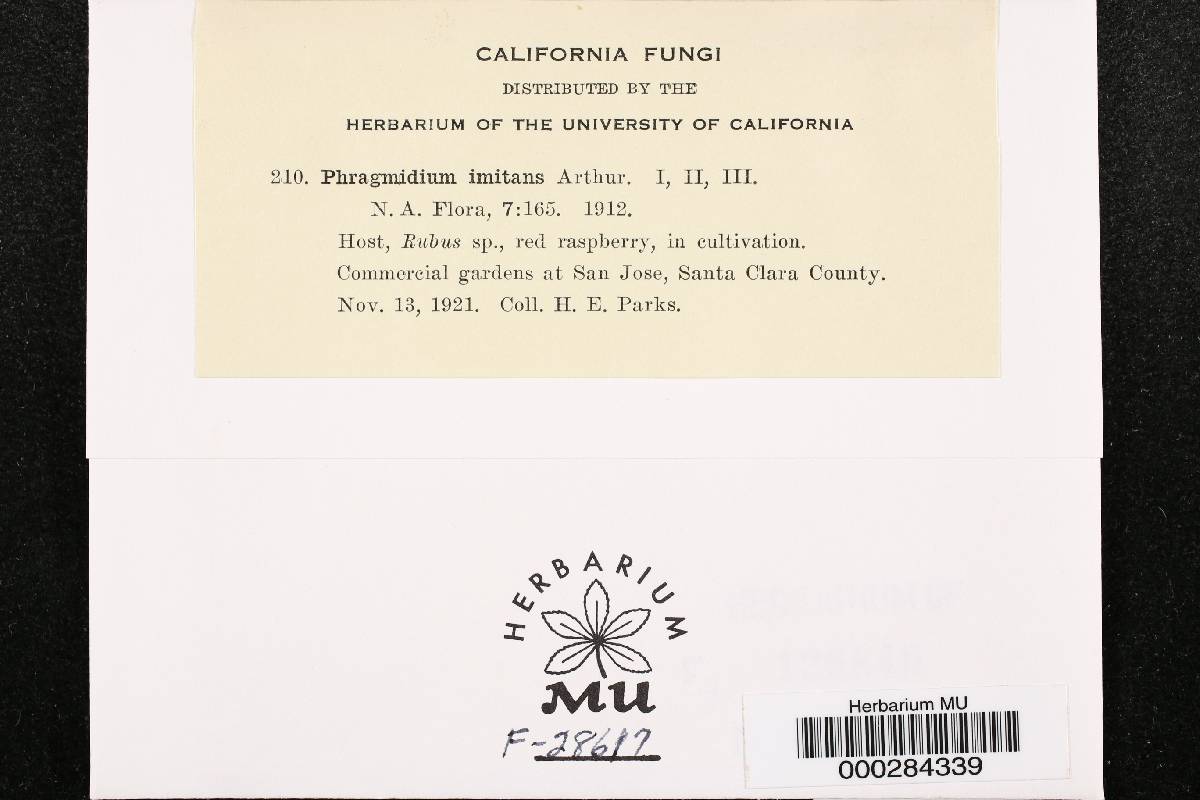 CALIFORNIA FUNGI
DISTRIBUTED BY THE
HERBARIUM OF THE UNIVERSITY OF CALIFORNIA
210. Phragmidium imitans Arthur. I, II, III.
N. A. Flora, 7:165. 1912.
Host, Rubus sp., red raspberry, in cultivation.
Commercial gardens at San Jose, Santa Clara County.
Nov. 13, 1921. Coll. H. E. Parks.
HERBARIUM
MU
F-28617
Herbarium MU
000284339